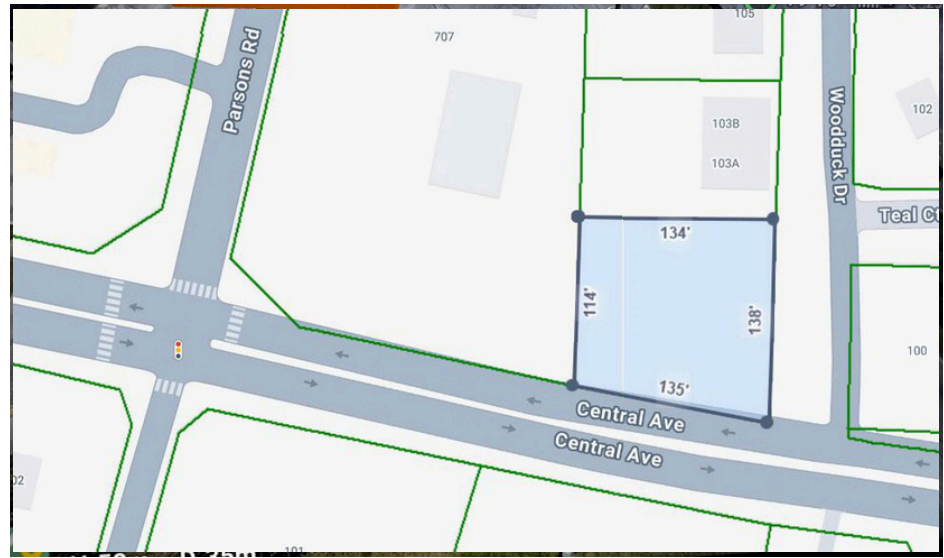 105
707
Parsons Rd
102
103B
Woodduck Dr
103A
Teal Ct
134'
114'
138'
100
135'
Central Ave
Central Ave
02
101
35m